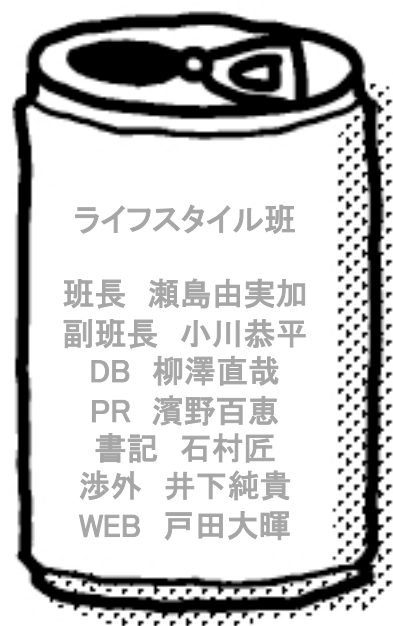 ライフスタイル班
班長　瀬島由実加
副班長　小川恭平
DB　柳澤直哉
PR　濱野百恵
書記　石村匠
渉外　井下純貴
WEB　戸田大暉